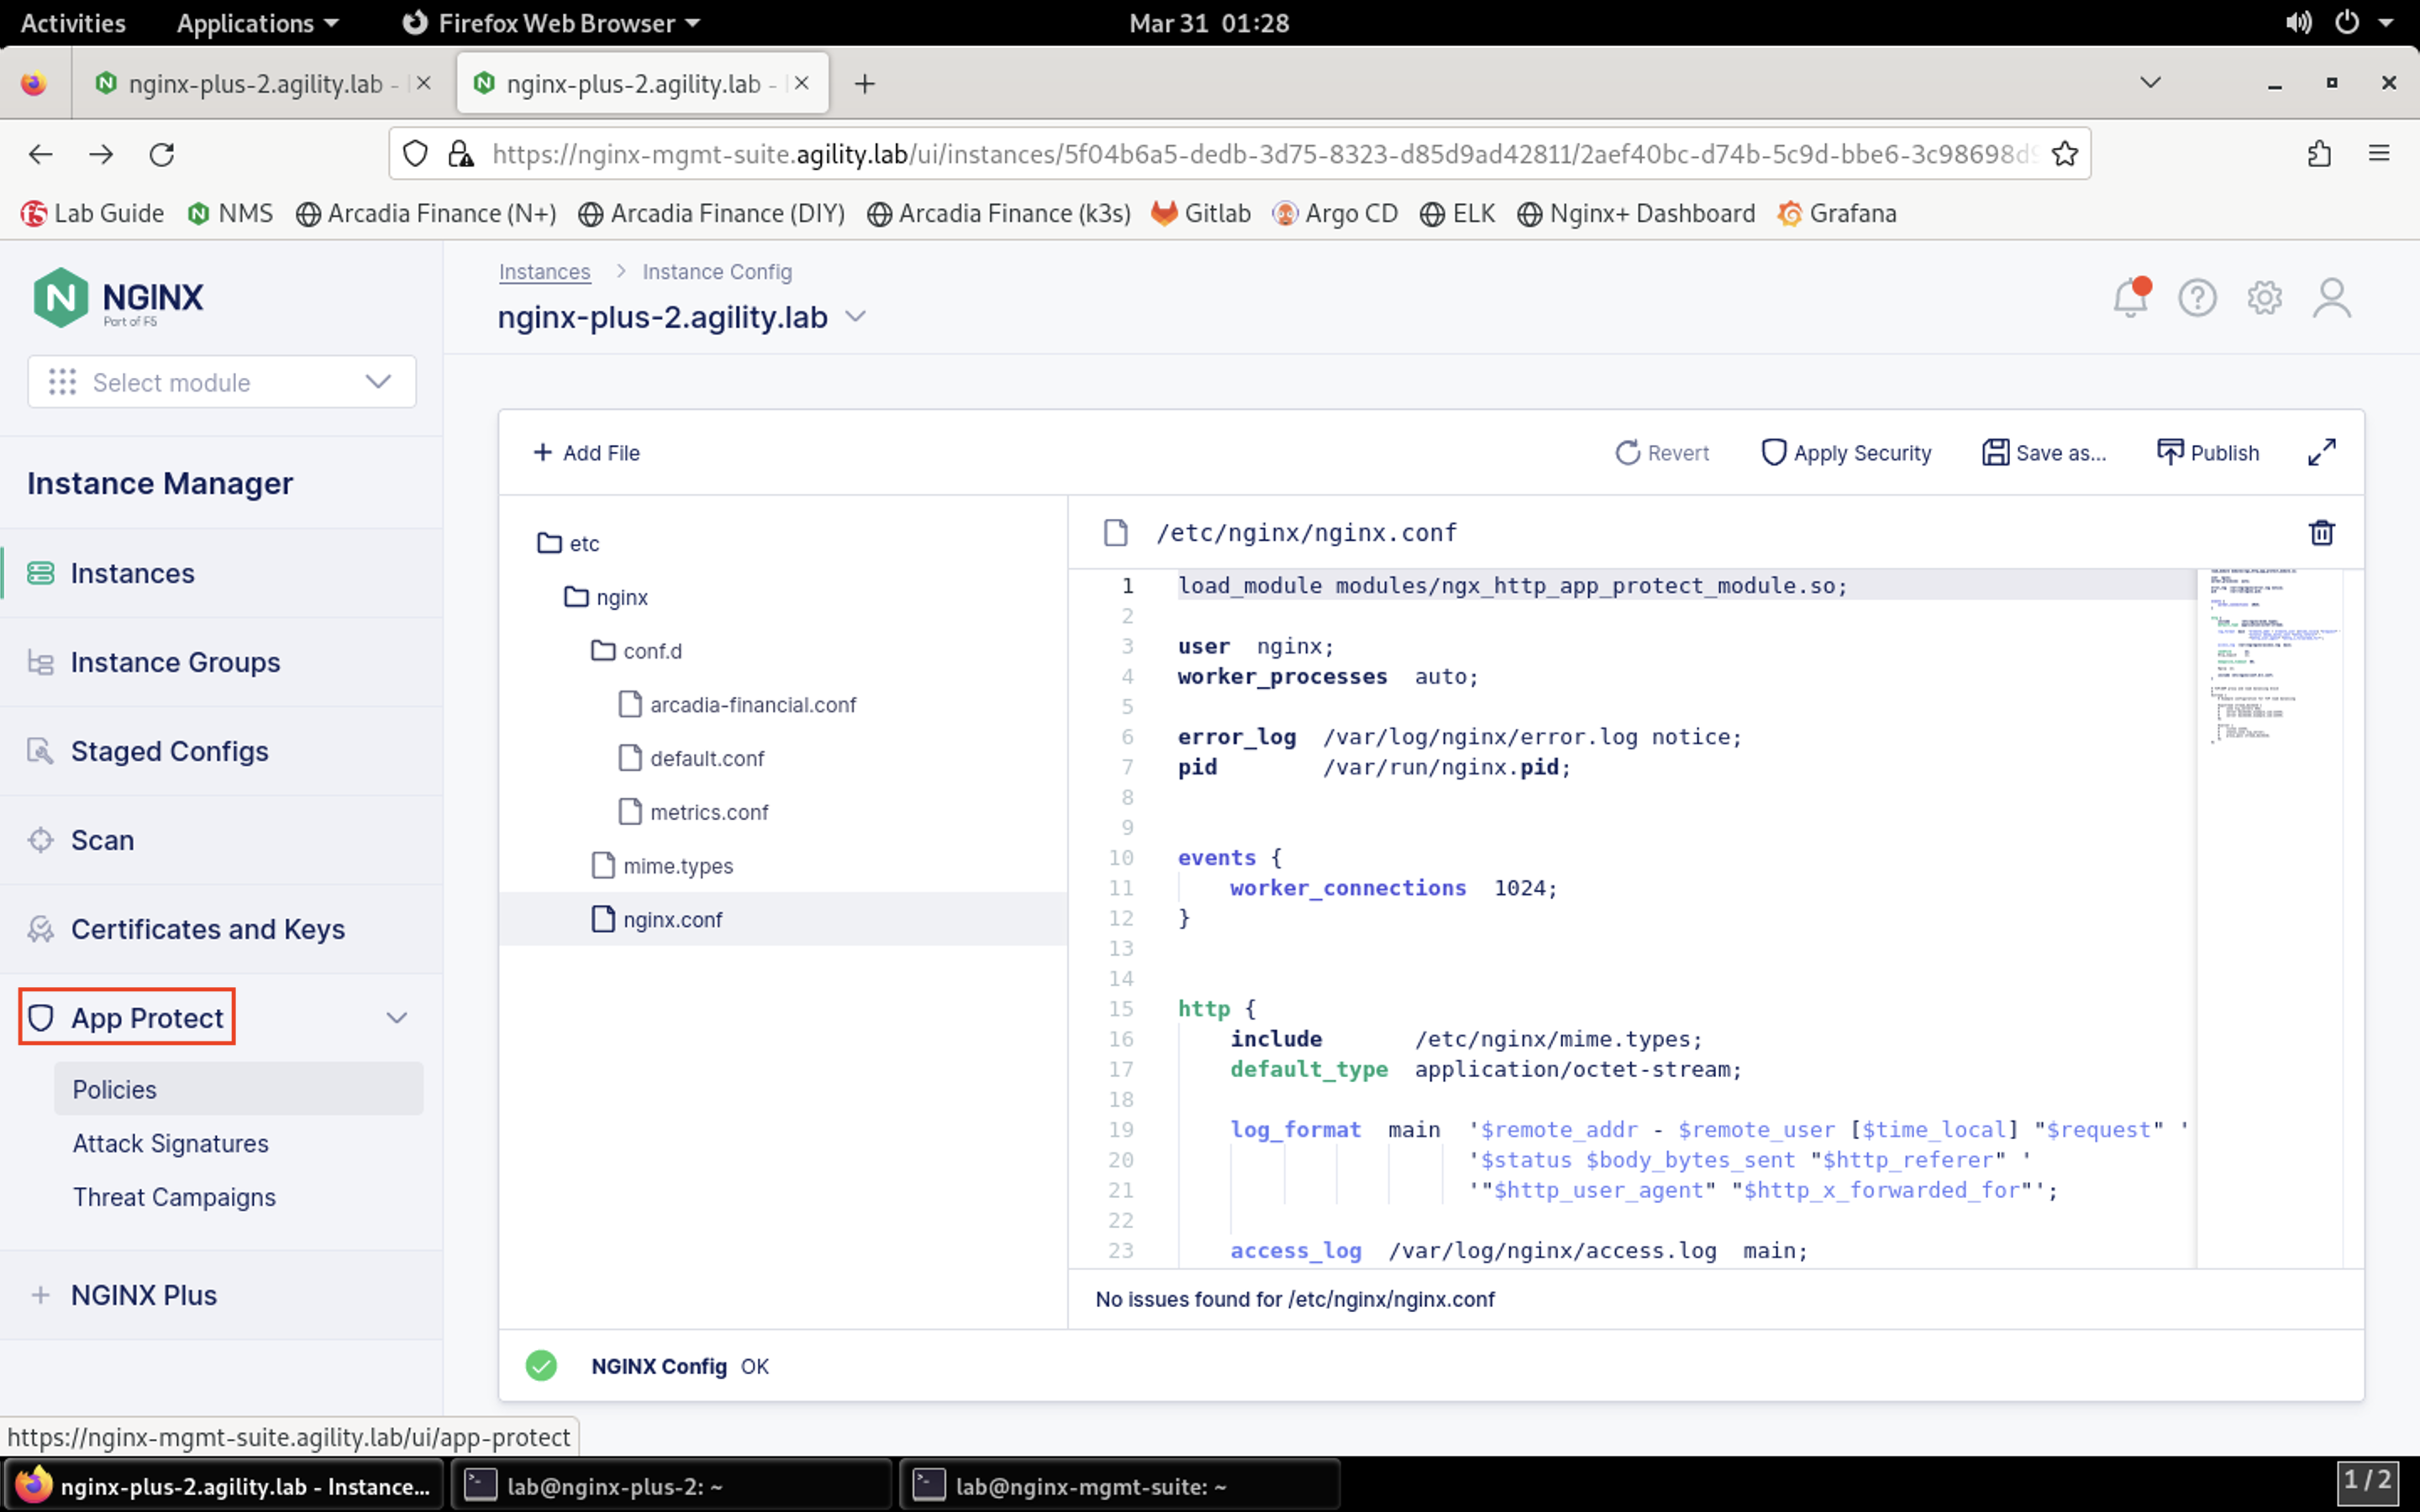 Activities Applications Firefox Web Browser Mar 31 01:28
nginx-plus-2.agility.lab - nginx-plus-2.agility.lab -
https://nginx-mgmt-suite.agility.lab/ui/instances/5f04b6a5-dedb-3d75-8323-d85d9ad42811/2aef40bc-d74b-5c9d-bbe6-3c98698d
Lab Guide NMS Arcadia Finance (N+) Arcadia Finance (DIY) Arcadia Finance (k3s) Gitlab Argo CD ELK Nginx+ Dashboard Grafana
NGINX
Part of F5
Select module
Instance Manager
Instances
Instance Groups
Staged Configs
Scan
Certificates and Keys
App Protect
Policies
Attack Signatures
Threat Campaigns
NGINX Plus
Instances > Instance Config
nginx-plus-2.agility.lab
+ Add File
Revert Apply Security Save as... Publish
etc
nginx
conf.d
arcadia-financial.conf
default.conf
metrics.conf
mime.types
nginx.conf
/etc/nginx/nginx.conf
1 load_module modules/ngx_http_app_protect_module.so;
2
3 user nginx;
4 worker_processes auto;
5
6 error_log /var/log/nginx/error.log notice;
7 pid /var/run/nginx.pid;
8
9
10 events {
11 worker_connections 1024;
12 }
13
14
15 http {
16 include /etc/nginx/mime.types;
17 default_type application/octet-stream;
18
19 log_format main '$remote_addr - $remote_user [$time_local] "$request" '
20 '$status $body_bytes_sent "$http_referer" '
21 '"$http_user_agent" "$http_x_forwarded_for"';
22
23 access_log /var/log/nginx/access.log main;
No issues found for /etc/nginx/nginx.conf
NGINX Config OK
https://nginx-mgmt-suite.agility.lab/ui/app-protect
nginx-plus-2.agility.lab - Instance... lab@nginx-plus-2: ~ lab@nginx-mgmt-suite: ~ 1 / 2